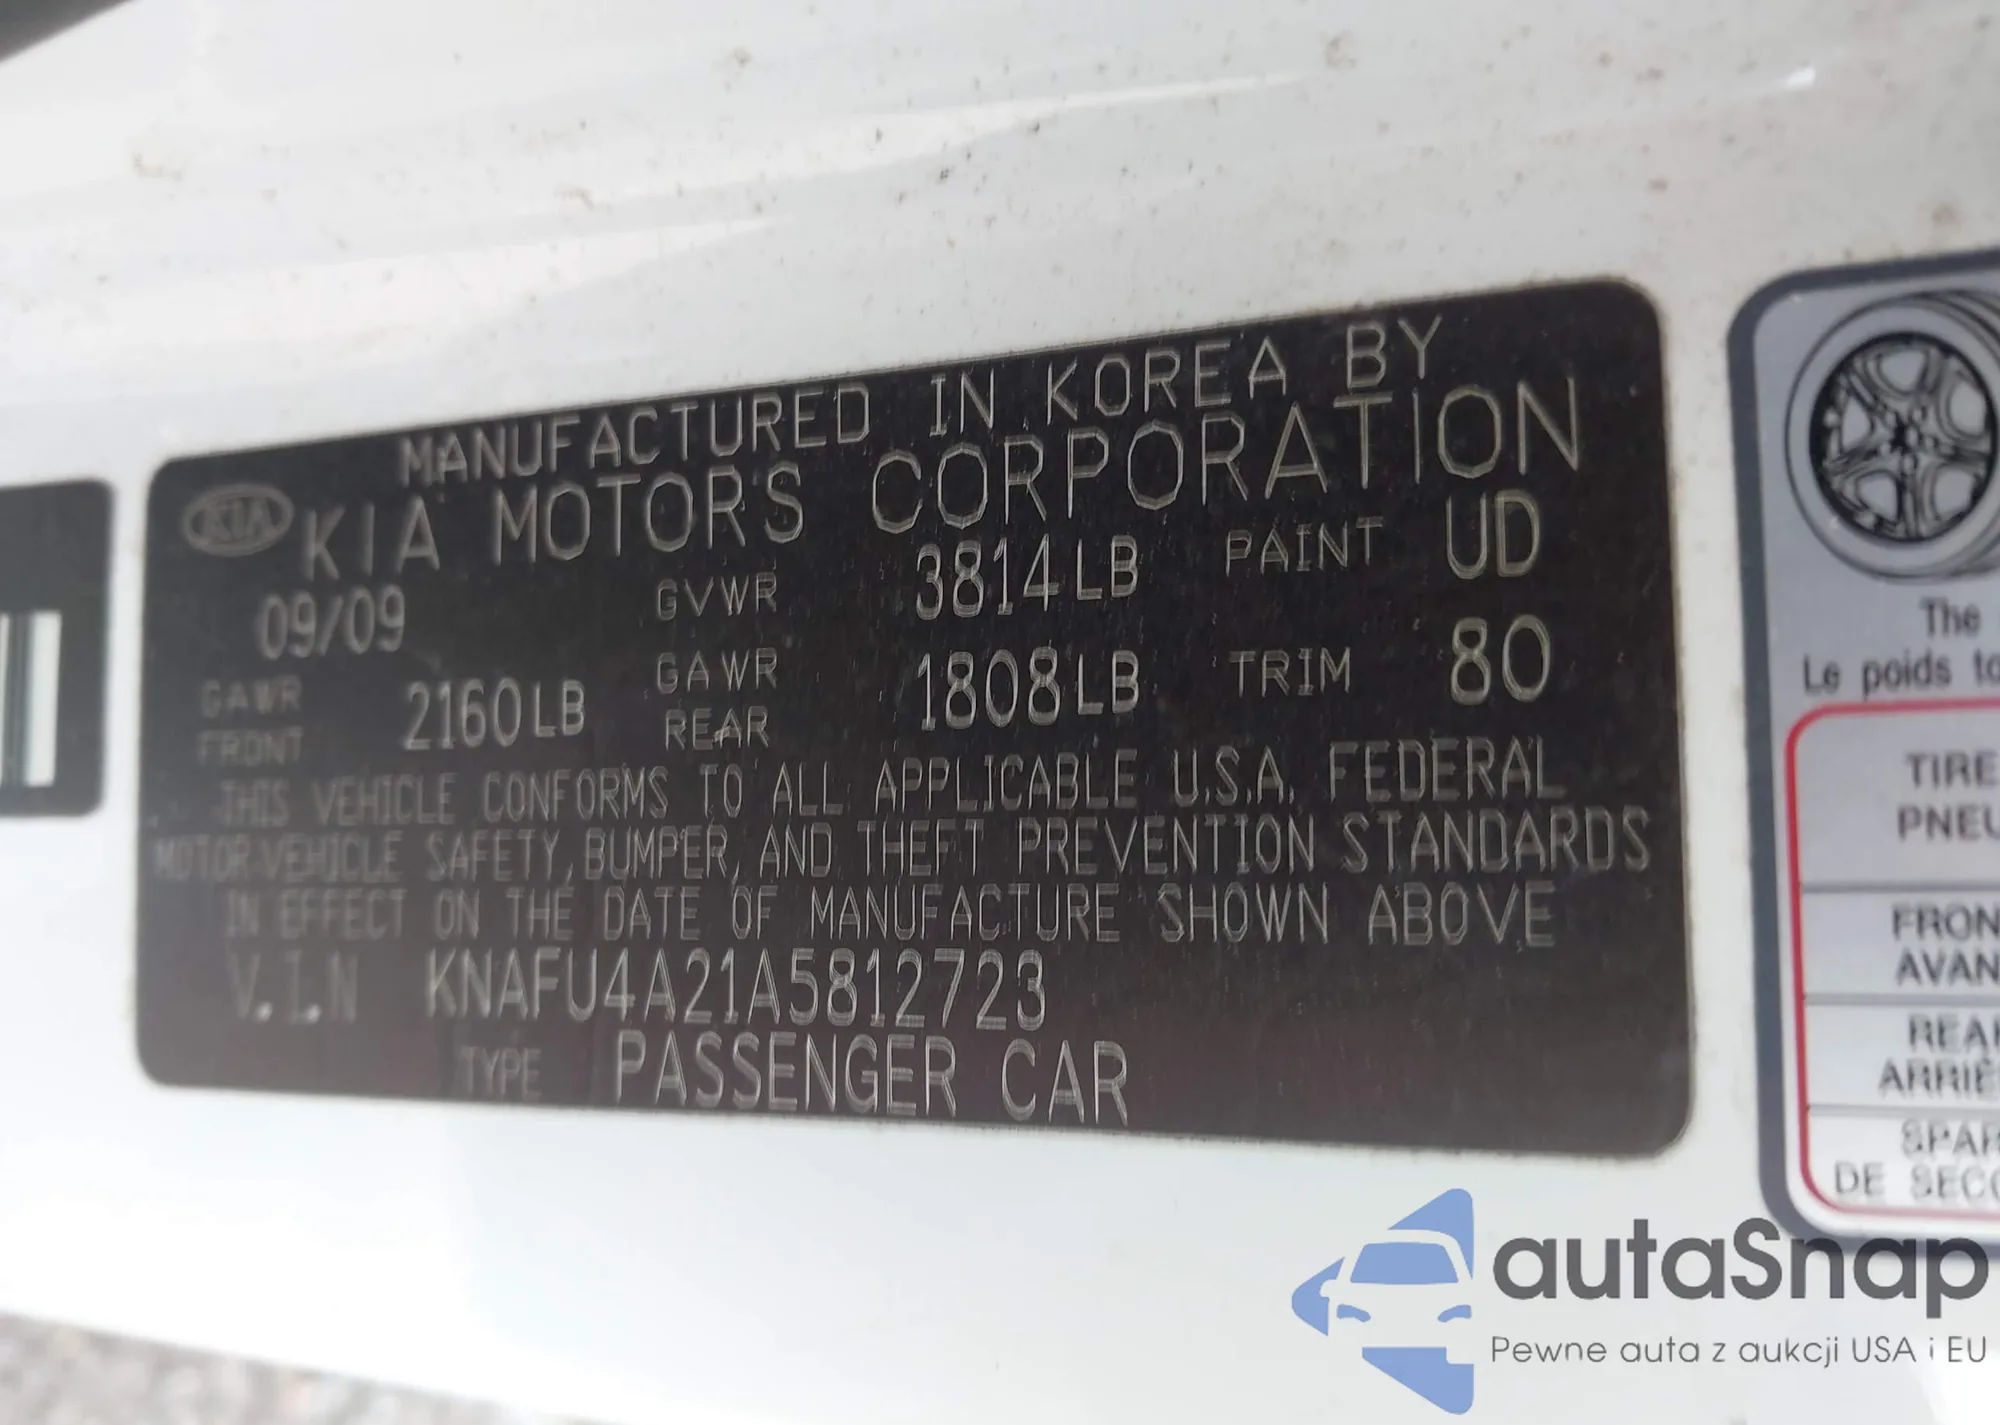 MANUFACTURED IN KOREA BY
KIA KIA MOTORS CORPORATION
09/09 GVWR 3814LB PAINT UD
GAWR FRONT 2160LB GAWR REAR 1808LB TRIM 80
THIS VEHICLE CONFORMS TO ALL APPLICABLE U.S.A. FEDERAL
MOTOR-VEHICLE SAFETY, BUMPER, AND THEFT PREVENTION STANDARDS
IN EFFECT ON THE DATE OF MANUFACTURE SHOWN ABOVE
V.I.N KNAFU4A21A5812723
TYPE PASSENGER CAR
The
Le poids to
TIRE
PNEU
FRON
AVAN
REAR
ARRIÈ
SPAR
DE SECO
autaSnap
Pewne auta z aukcji USA i EU